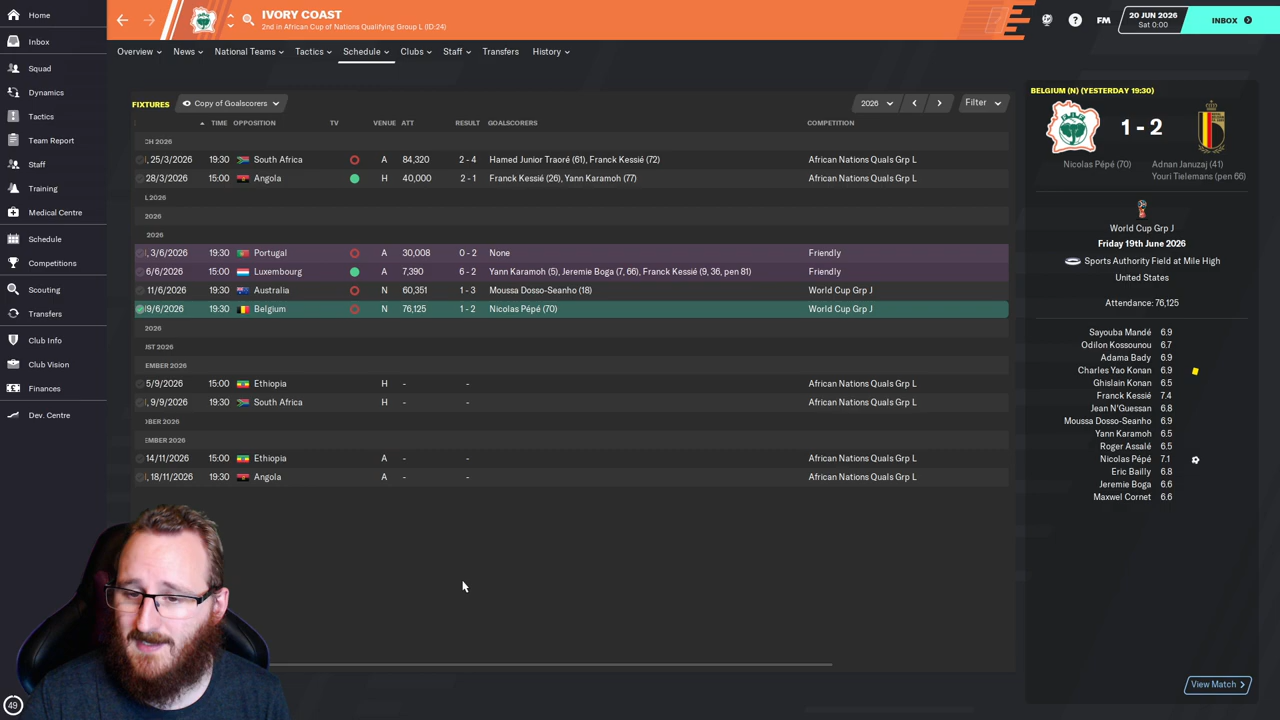 Home
Inbox
Squad
Dynamics
Tactics
Team Report
Staff
Training
Medical Centre
Schedule
Competitions
Scouting
Transfers
Club Info
Club Vision
Finances
Dev. Centre
49
IVORY COAST
2nd in African Cup of Nations Qualifying Group L (ID:24)
FM
20 JUN 2026
Sat 0:00
INBOX
Overview
News
National Teams
Tactics
Schedule
Clubs
Staff
Transfers
History
FIXTURES
Copy of Goalscorers
2026
Filter
TIME OPPOSITION TV VENUE ATT RESULT GOALSCORERS COMPETITION
CH 2026
, 25/3/2026 19:30 South Africa A 84,320 2 - 4 Hamed Junior Traoré (61), Franck Kessié (72) African Nations Quals Grp L
28/3/2026 15:00 Angola H 40,000 2 - 1 Franck Kessié (26), Yann Karamoh (77) African Nations Quals Grp L
L 2026
2026
2026
, 3/6/2026 19:30 Portugal A 30,008 0 - 2 None Friendly
6/6/2026 15:00 Luxembourg A 7,390 6 - 2 Yann Karamoh (5), Jeremie Boga (7, 66), Franck Kessié (9, 36, pen 81) Friendly
11/6/2026 19:30 Australia N 60,351 1 - 3 Moussa Dosso-Seanho (18) World Cup Grp J
9/6/2026 19:30 Belgium N 76,125 1 - 2 Nicolas Pépé (70) World Cup Grp J
2026
ST 2026
EMBER 2026
5/9/2026 15:00 Ethiopia H - - African Nations Quals Grp L
, 9/9/2026 19:30 South Africa H - - African Nations Quals Grp L
OBER 2026
EMBER 2026
14/11/2026 15:00 Ethiopia A - - African Nations Quals Grp L
, 18/11/2026 19:30 Angola A - - African Nations Quals Grp L
BELGIUM (N) (YESTERDAY 19:30)
1 - 2
Nicolas Pépé (70) Adnan Januzaj (41)
Youri Tielemans (pen 66)
World Cup Grp J
Friday 19th June 2026
Sports Authority Field at Mile High
United States
Attendance: 76,125
Sayouba Mandé 6.9
Odilon Kossounou 6.7
Adama Bady 6.9
Charles Yao Konan 6.9
Ghislain Konan 6.5
Franck Kessié 7.4
Jean N'Guessan 6.8
Moussa Dosso-Seanho 6.9
Yann Karamoh 6.5
Roger Assalé 6.5
Nicolas Pépé 7.1
Eric Bailly 6.8
Jeremie Boga 6.6
Maxwel Cornet 6.6
View Match